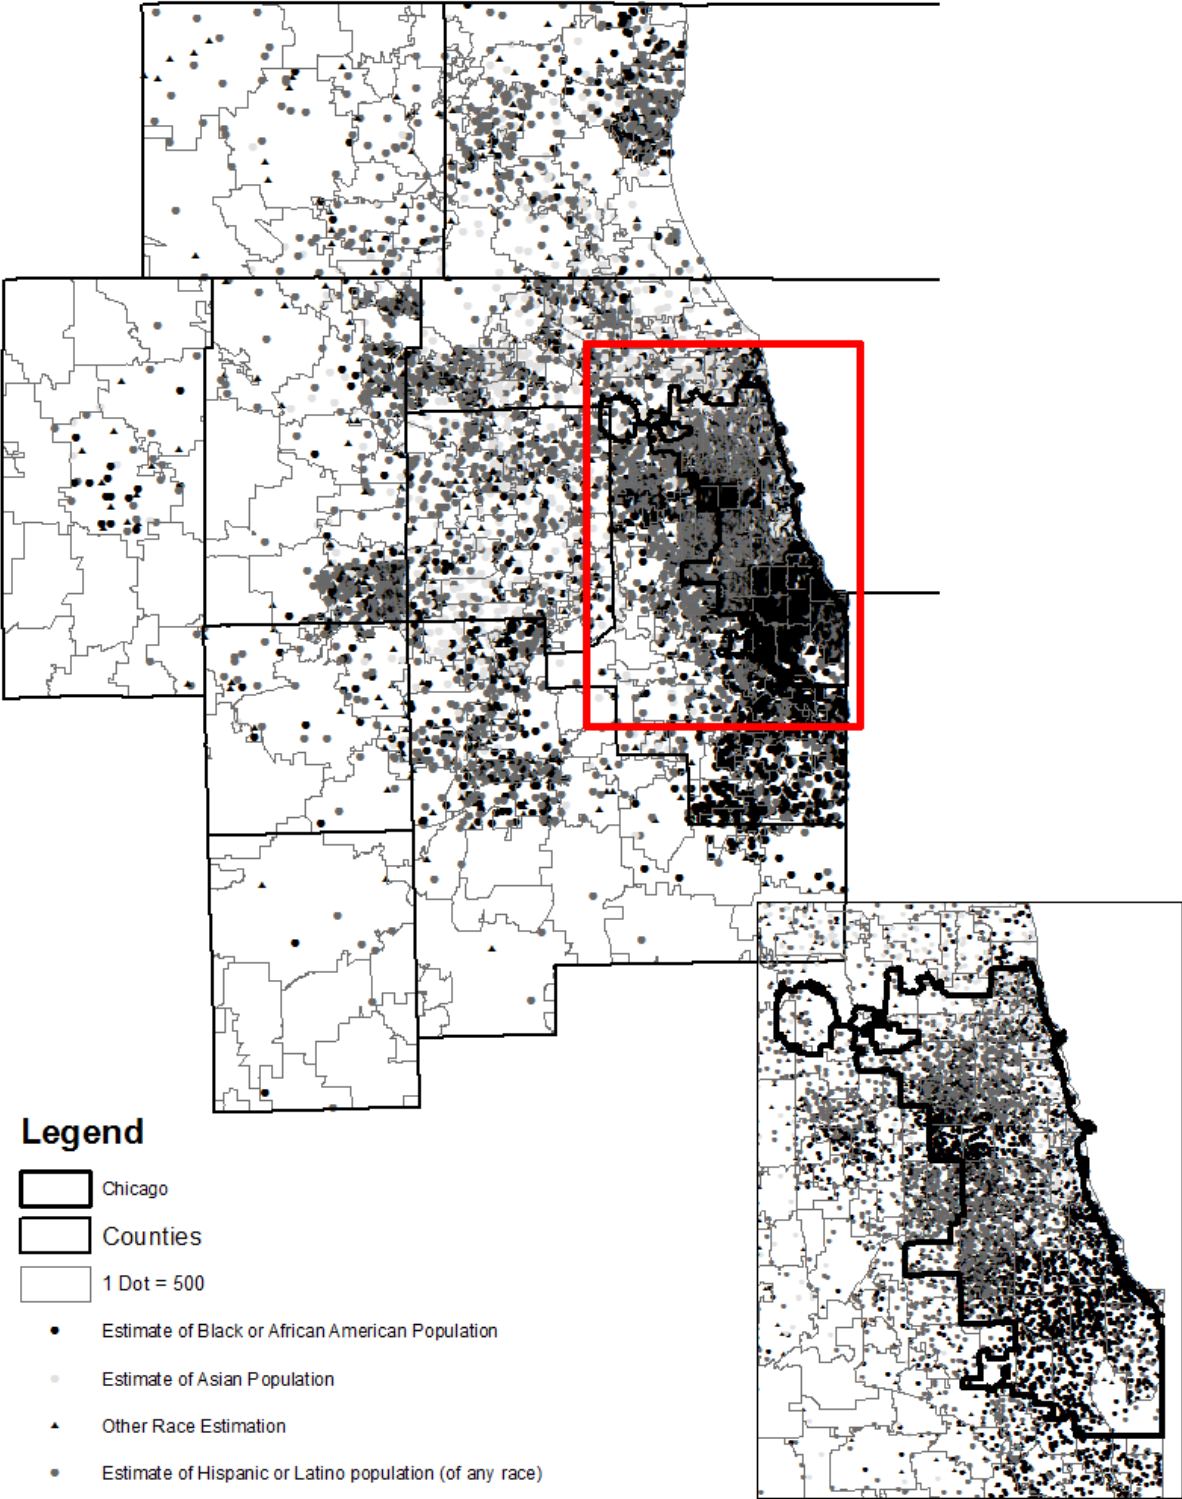 Legend
Chicago
Counties
1 Dot = 500
Estimate of Black or African American Population
Estimate of Asian Population
Other Race Estimation
Estimate of Hispanic or Latino population (of any race)